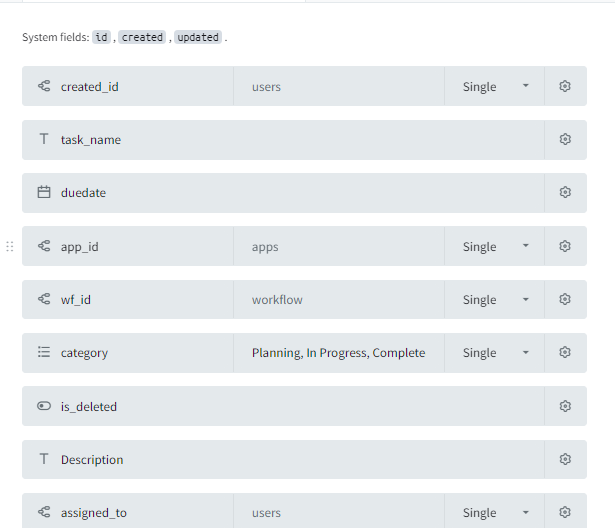 System fields: id , created , updated .
created_id users Single
T task_name
duedate
app_id apps Single
wf_id workflow Single
category Planning, In Progress, Complete Single
is_deleted
T Description
assigned_to users Single